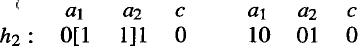 a₁ a₂ c a₁ a₂ c
h₂ : 0[1 1]1 0 10 01 0